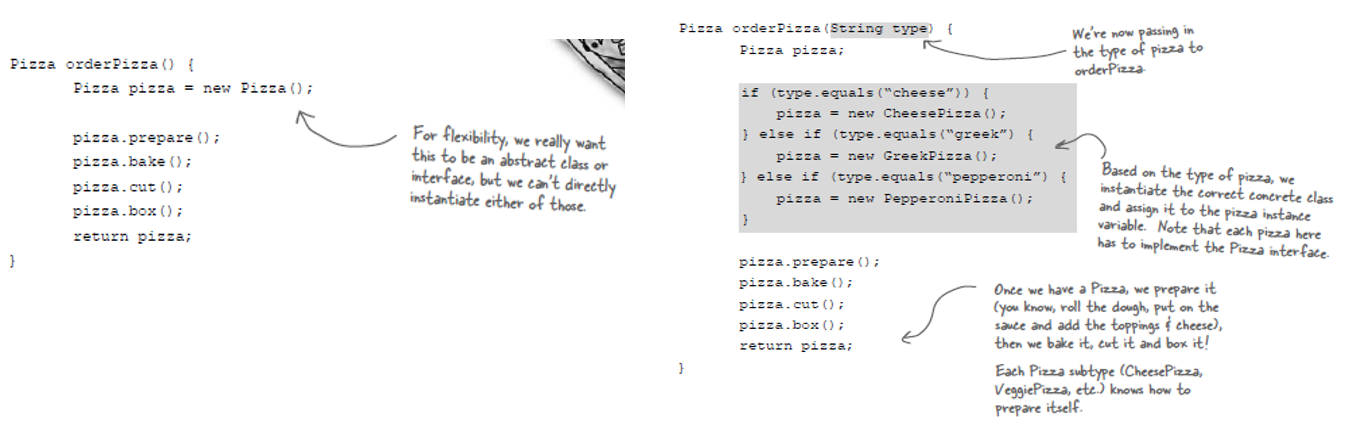 Pizza orderPizza() {
Pizza pizza = new Pizza();
pizza.prepare();
pizza.bake();
pizza.cut();
pizza.box();
return pizza;
}
For flexibility, we really want
this to be an abstract class or
interface, but we can't directly
instantiate either of those.
Pizza orderPizza(String type) {
Pizza pizza;
if (type.equals(“cheese”)) {
pizza = new CheesePizza();
} else if (type.equals(“greek”) {
pizza = new GreekPizza();
} else if (type.equals(“pepperoni”) {
pizza = new PepperoniPizza();
}
pizza.prepare();
pizza.bake();
pizza.cut();
pizza.box();
return pizza;
}
We're now passing in
the type of pizza to
orderPizza.
Based on the type of pizza, we
instantiate the correct concrete class
and assign it to the pizza instance
variable. Note that each pizza here
has to implement the Pizza interface.
Once we have a Pizza, we prepare it
(you know, roll the dough, put on the
sauce and add the toppings & cheese),
then we bake it, cut it and box it!
Each Pizza subtype (CheesePizza,
VeggiePizza, etc.) knows how to
prepare itself.